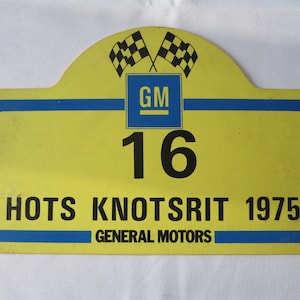 GM
16
HOTS KNOTSRIT 1975
GENERAL MOTORS